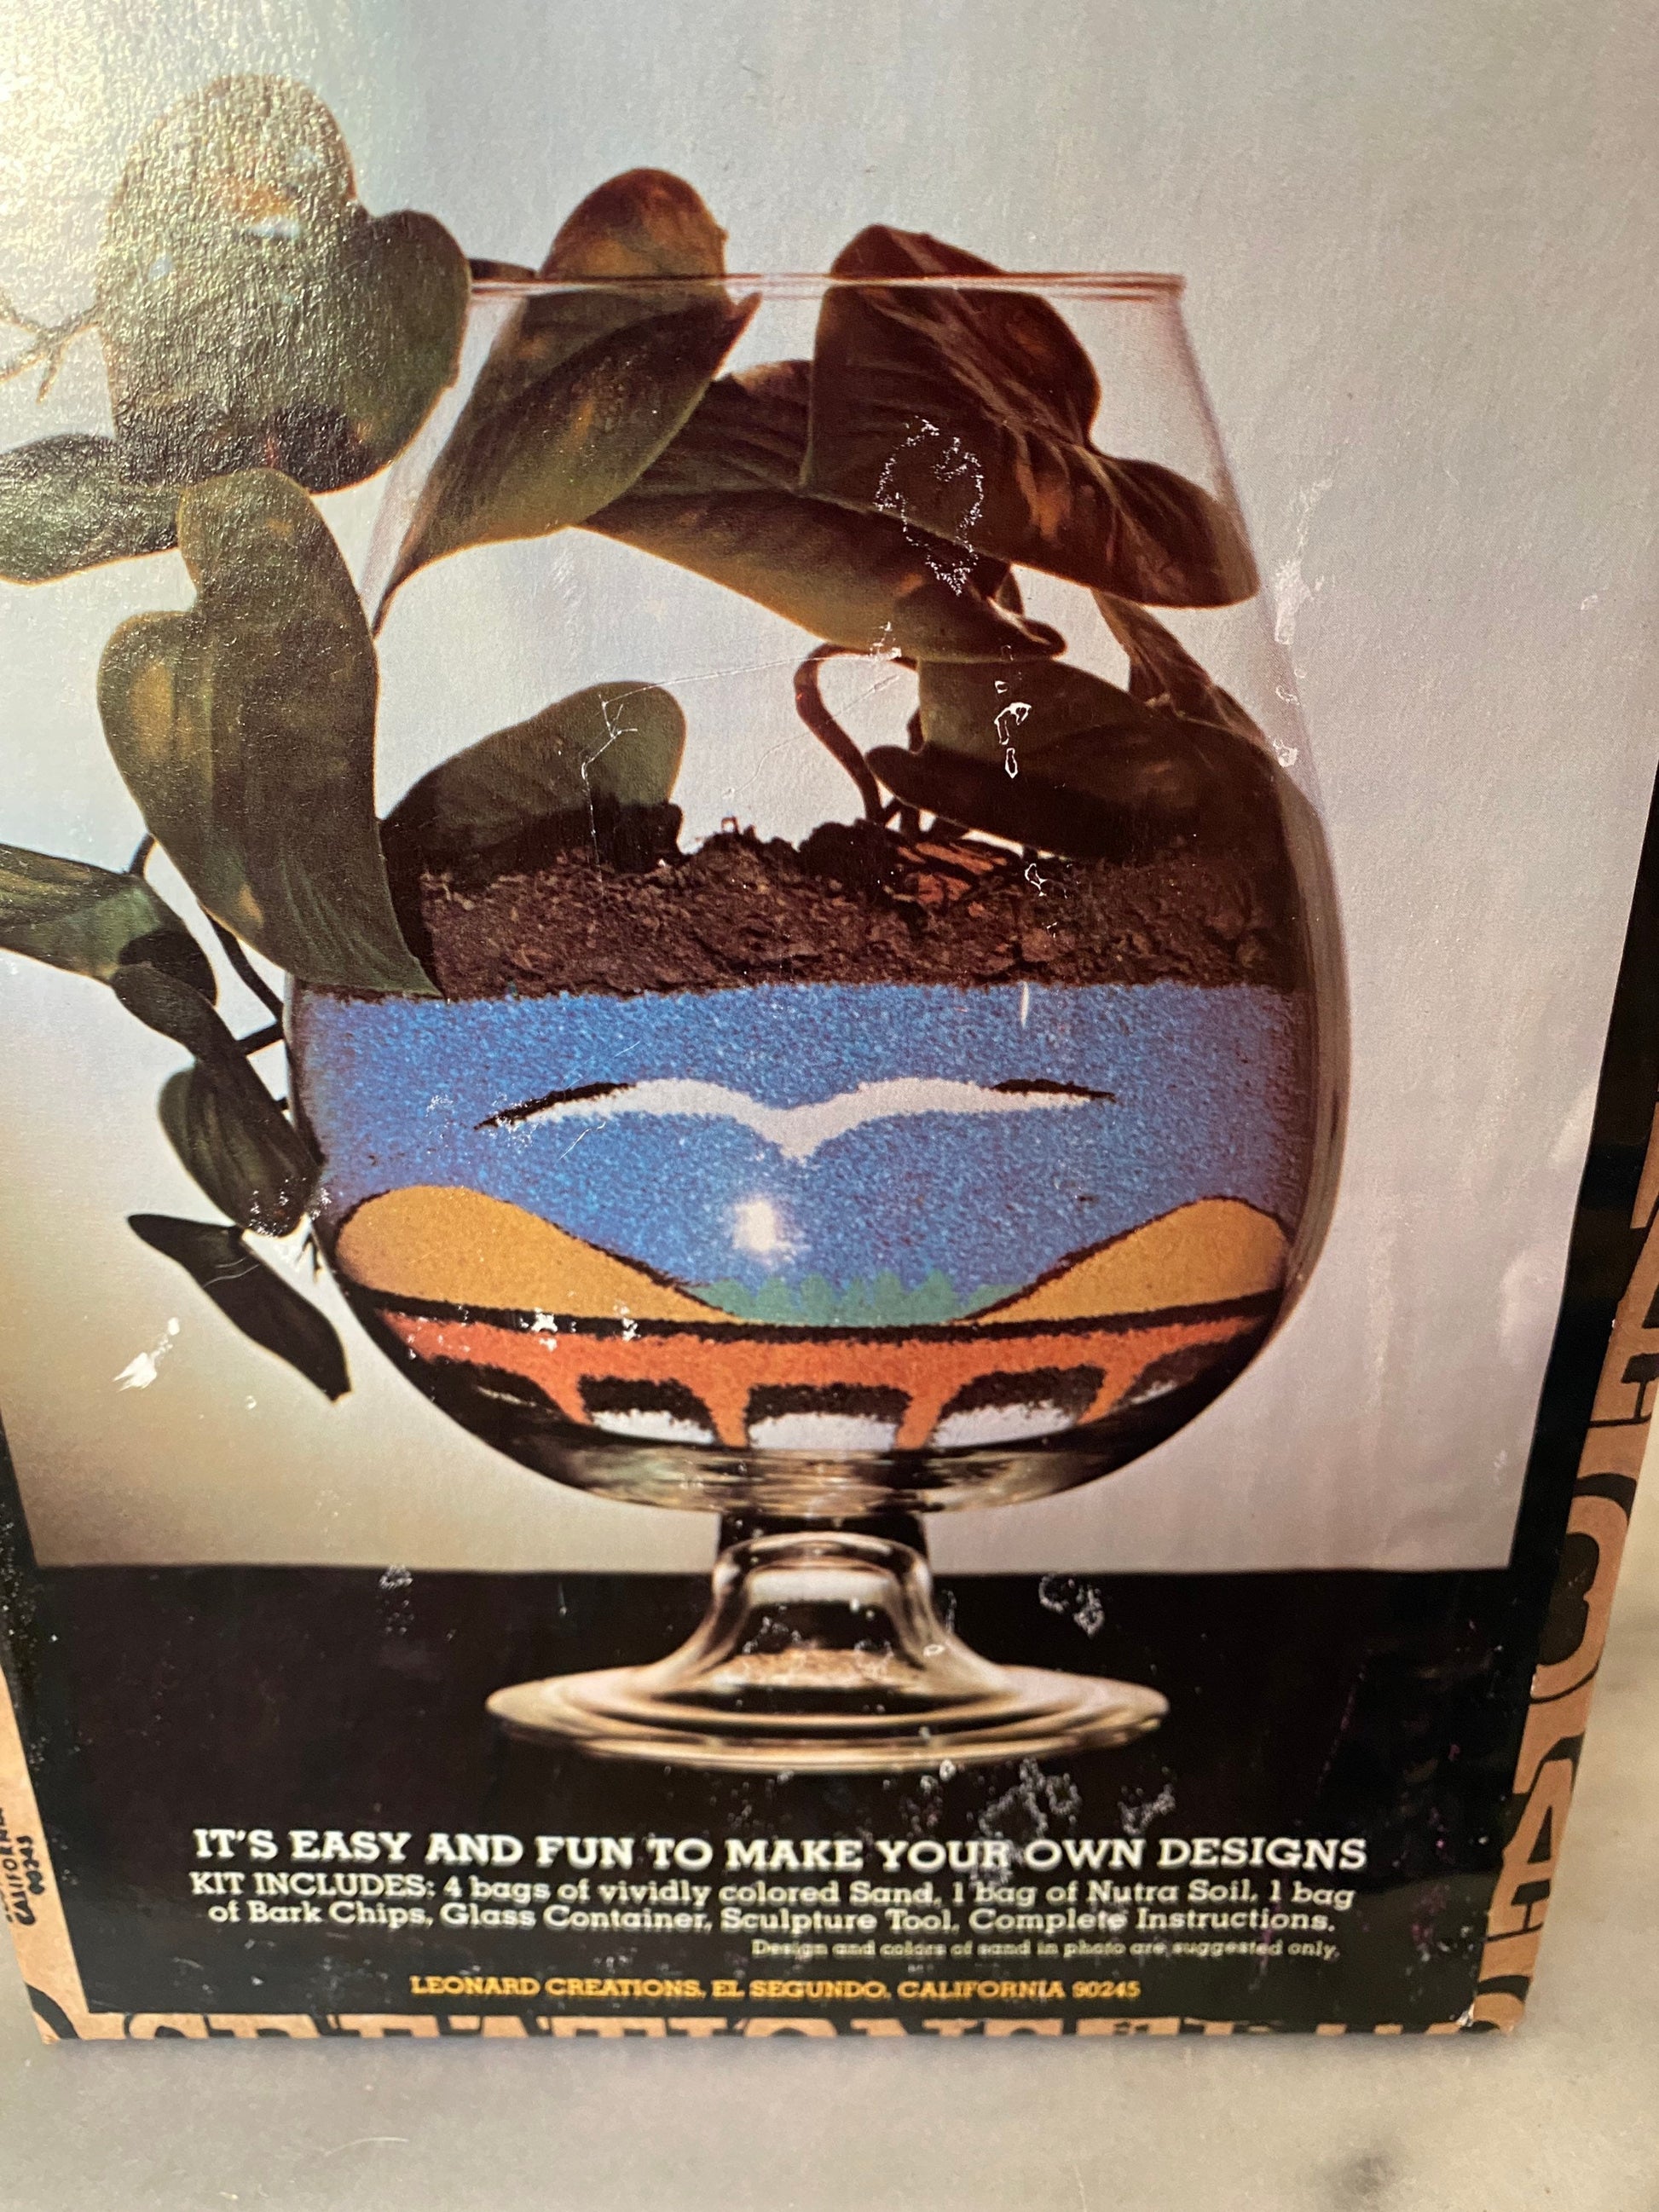 IT'S EASY AND FUN TO MAKE YOUR OWN DESIGNS
KIT INCLUDES: 4 bags of vividly colored Sand, 1 Bag of Nutra Soil, 1 bag
of Bark Chips, Glass Container, Sculpture Tool, Complete Instructions.
Design and colors of sand in photo are suggested only.
LEONARD CREATIONS, EL SEGUNDO, CALIFORNIA 90245
CALIFORNIA
90245